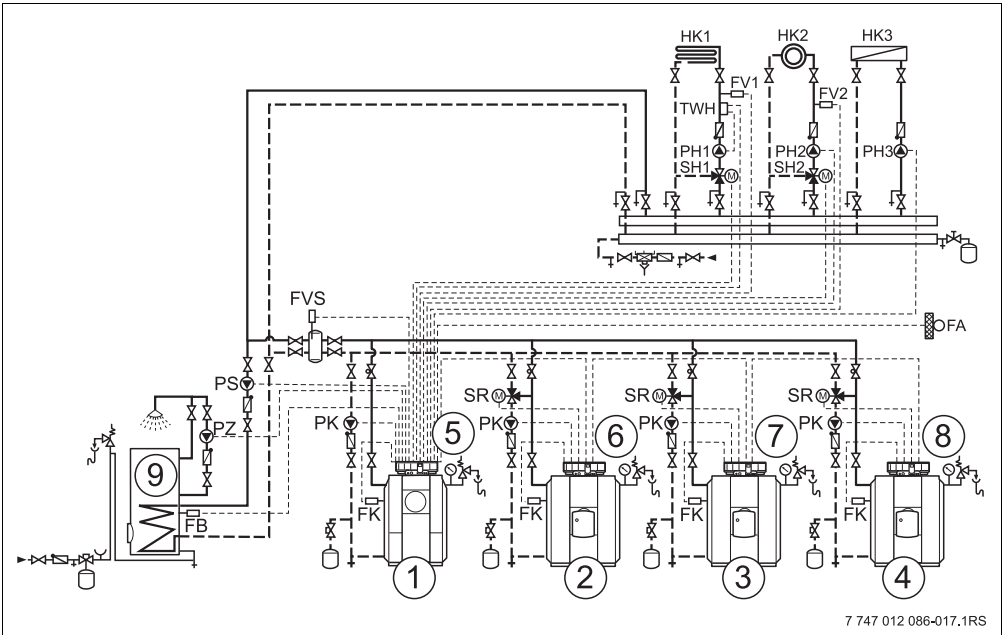 HK1 HK2 HK3
FV1 FV2
TWH
PH1 PH2 PH3
SH1 M SH2 M
FVS
FA
PS
SR M SR M SR M
PZ PK PK PK PK
5 6 7 8
9
FB FK FK FK FK
1 2 3 4
7 747 012 086-017.1RS